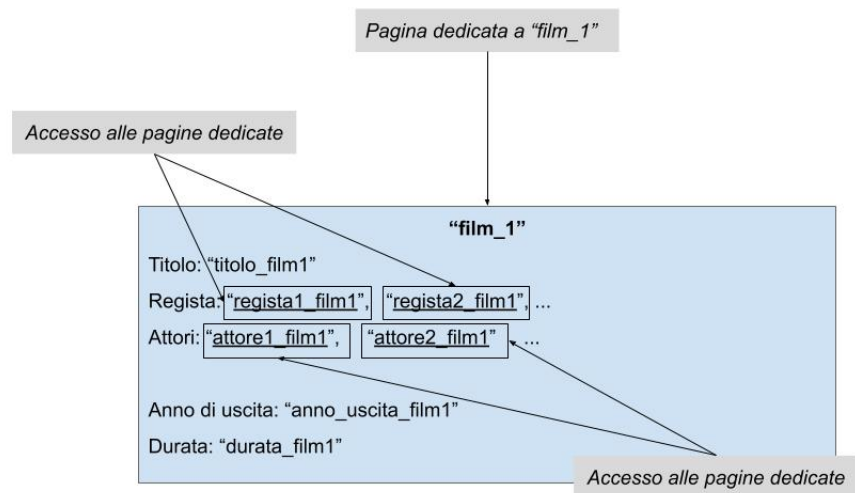 Pagina dedicata a “film_1”
Accesso alle pagine dedicate
“film_1”
Titolo: “titolo_film1”
Regista: “regista1_film1”, “regista2_film1”, ...
Attori: “attore1_film1”, “attore2_film1” ...
Anno di uscita: “anno_uscita_film1”
Durata: “durata_film1”
Accesso alle pagine dedicate